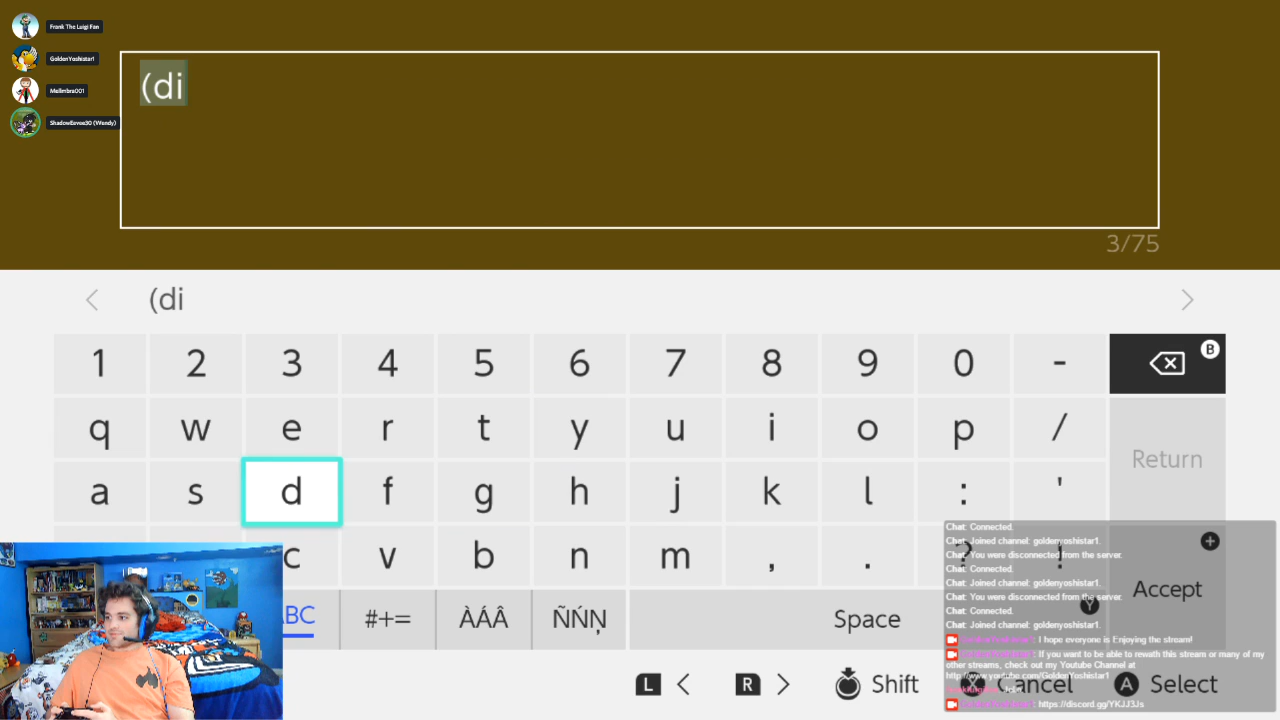 Frank The Luigi Fan
GoldenYoshistar1
Melimbra001
ShadowEevee30 (Wendy)
(di
3/75
(di
1 2 3 4 5 6 7 8 9 0 -
B
q w e r t y u i o p /
Return
a s d f g h j k l : '
c v b n m , . ? !
Accept
ABC #+= ÀÁÂ ÑŃŅ Space
Y
L R Shift
X Cancel A Select
Chat: Connected.
Chat: Joined channel: goldenyoshistar1.
Chat: You were disconnected from the server.
Chat: Connected.
Chat: Joined channel: goldenyoshistar1.
Chat: You were disconnected from the server.
Chat: Connected.
Chat: Joined channel: goldenyoshistar1.
I hope everyone is Enjoying the stream!
If you want to be able to rewath this stream or many of my
other streams, check out my Youtube Channel at
http://www.youtube.com/GoldenYoshistar1
https://discord.gg/YKJJ3Js